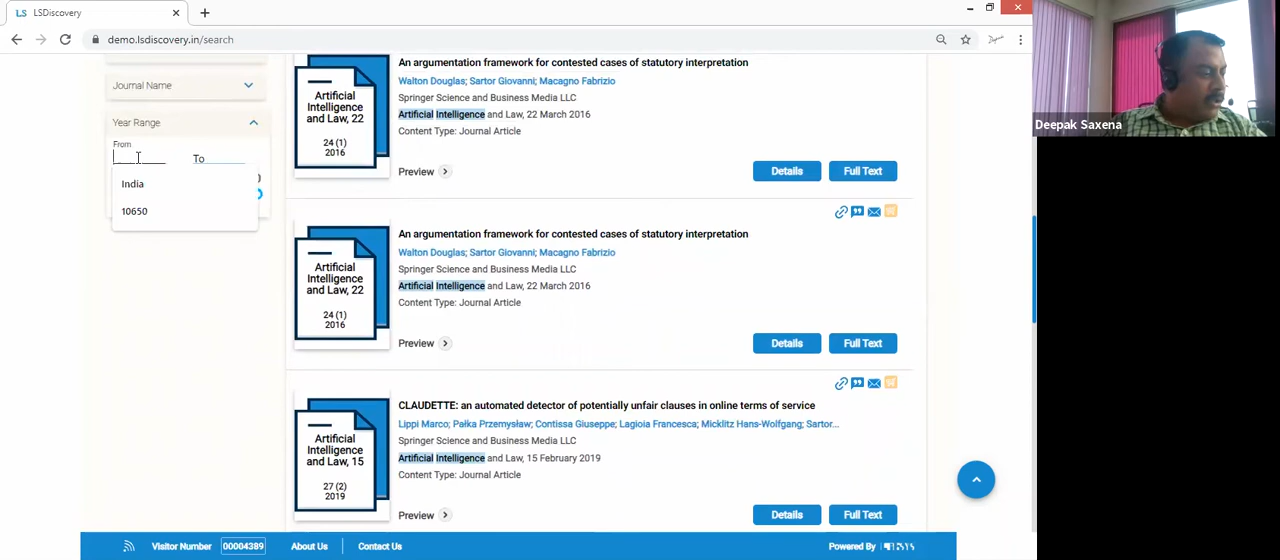 LS LSDiscovery
demo.lsdiscovery.in/search
Deepak Saxena
Journal Name
Year Range
From
To
India
10650
Artificial
Intelligence
and Law, 22
24 (1)
2016
An argumentation framework for contested cases of statutory interpretation
Walton Douglas; Sartor Giovanni; Macagno Fabrizio
Springer Science and Business Media LLC
Artificial Intelligence and Law, 22 March 2016
Content Type: Journal Article
Preview
Details
Full Text
Artificial
Intelligence
and Law, 22
24 (1)
2016
An argumentation framework for contested cases of statutory interpretation
Walton Douglas; Sartor Giovanni; Macagno Fabrizio
Springer Science and Business Media LLC
Artificial Intelligence and Law, 22 March 2016
Content Type: Journal Article
Preview
Details
Full Text
Artificial
Intelligence
and Law, 15
27 (2)
2019
CLAUDETTE: an automated detector of potentially unfair clauses in online terms of service
Lippi Marco; Pałka Przemysław; Contissa Giuseppe; Lagioia Francesca; Micklitz Hans-Wolfgang; Sartor...
Springer Science and Business Media LLC
Artificial Intelligence and Law, 15 February 2019
Content Type: Journal Article
Preview
Details
Full Text
Visitor Number 00004389
About Us
Contact Us
Powered By